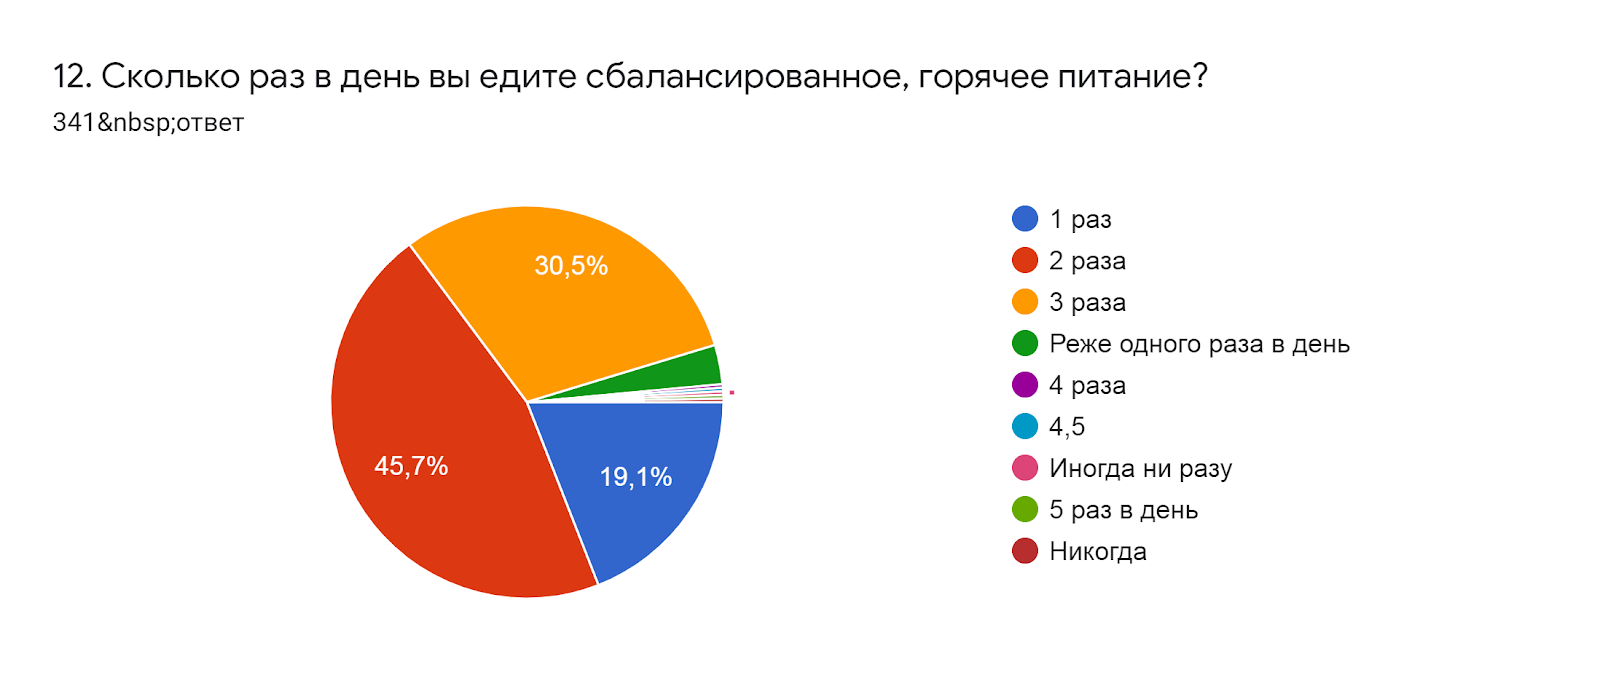 12. Сколько раз в день вы едите сбалансированное, горячее питание?
341&nbsp;ответ
30,5%
45,7%
19,1%
1 раз
2 раза
3 раза
Реже одного раза в день
4 раза
4,5
Иногда ни разу
5 раз в день
Никогда